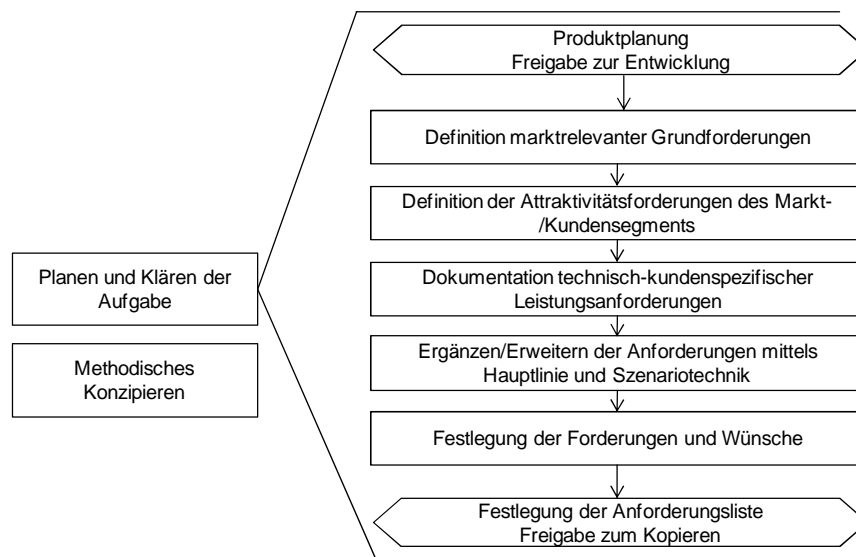 Planen und Klären der
Aufgabe
Methodisches
Konzipieren
Produktplanung
Freigabe zur Entwicklung
Definition marktrelevanter Grundforderungen
Definition der Attraktivitätsforderungen des Markt-
/Kundensegments
Dokumentation technisch-kundenspezifischer
Leistungsanforderungen
Ergänzen/Erweitern der Anforderungen mittels
Hauptlinie und Szenariotechnik
Festlegung der Forderungen und Wünsche
Festlegung der Anforderungsliste
Freigabe zum Kopieren